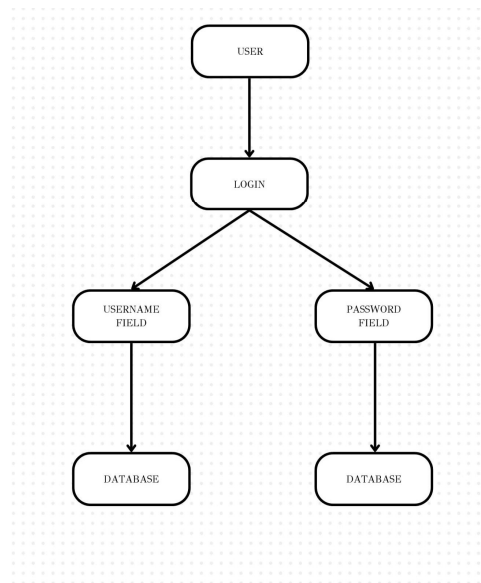 USER
LOGIN
USERNAME
FIELD
PASSWORD
FIELD
DATABASE
DATABASE